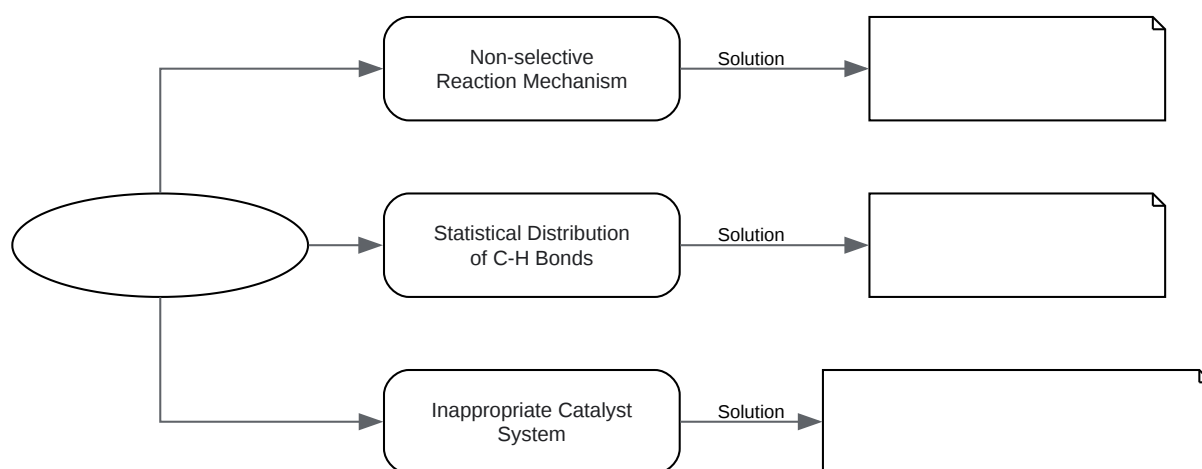 Non-selective
Reaction Mechanism
Solution
Statistical Distribution
of C-H Bonds
Solution
Inappropriate Catalyst
System
Solution